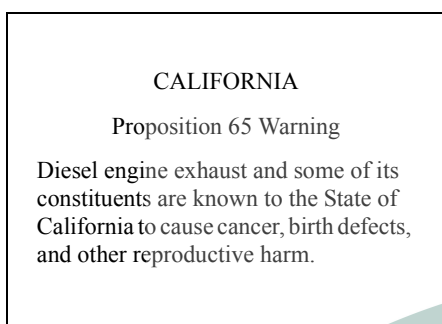 CALIFORNIA
Proposition 65 Warning
Diesel engine exhaust and some of its
constituents are known to the State of
California to cause cancer, birth defects,
and other reproductive harm.